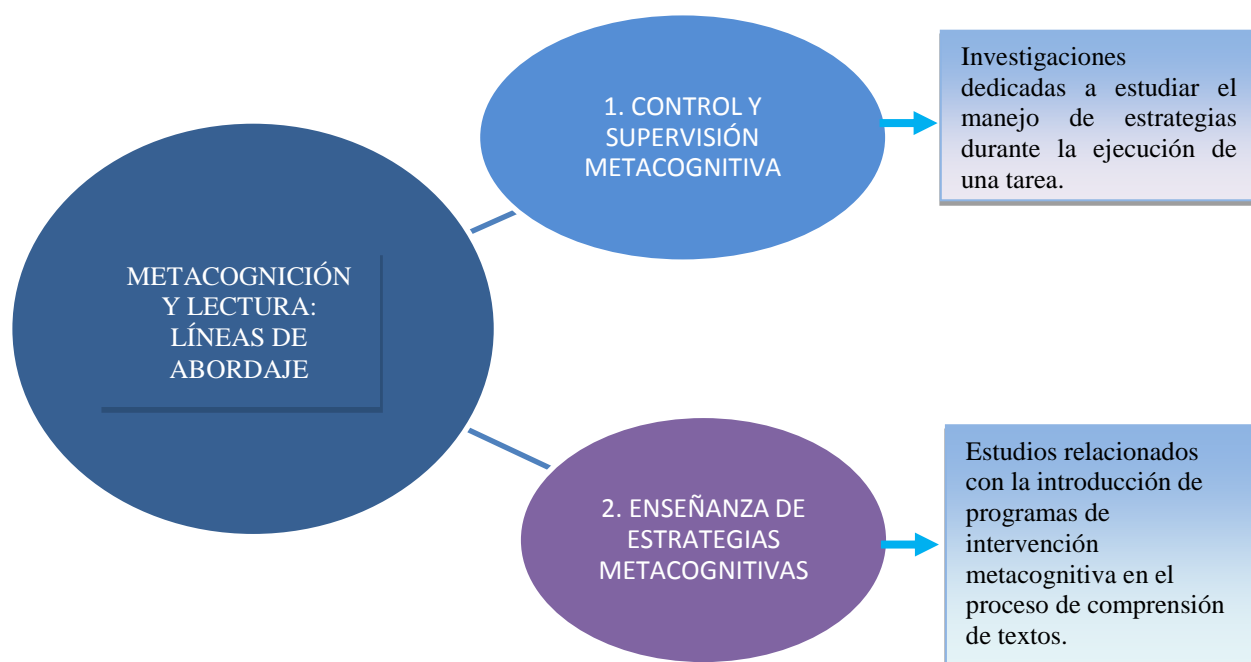 METACOGNICIÓN
Y LECTURA:
LÍNEAS DE
ABORDAJE
1. CONTROL Y
SUPERVISIÓN
METACOGNITIVA
Investigaciones
dedicadas a estudiar el
manejo de estrategias
durante la ejecución de
una tarea.
2. ENSEÑANZA DE
ESTRATEGIAS
METACOGNITIVAS
Estudios relacionados
con la introducción de
programas de
intervención
metacognitiva en el
proceso de comprensión
de textos.